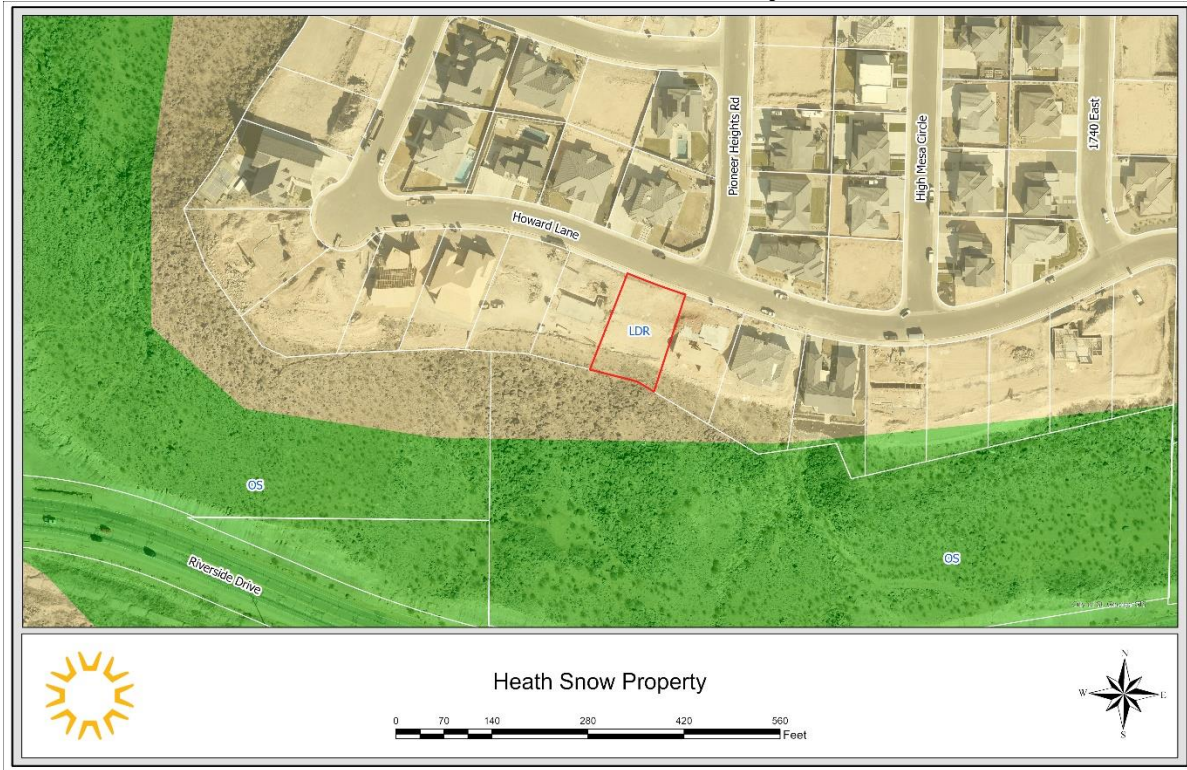 Pioneer Heights Rd
High Mesa Circle
1740 East
Howard Lane
LDR
OS
Riverside Drive
OS
Heath Snow Property
N
W
E
S
0 70 140 280 420 560
Feet